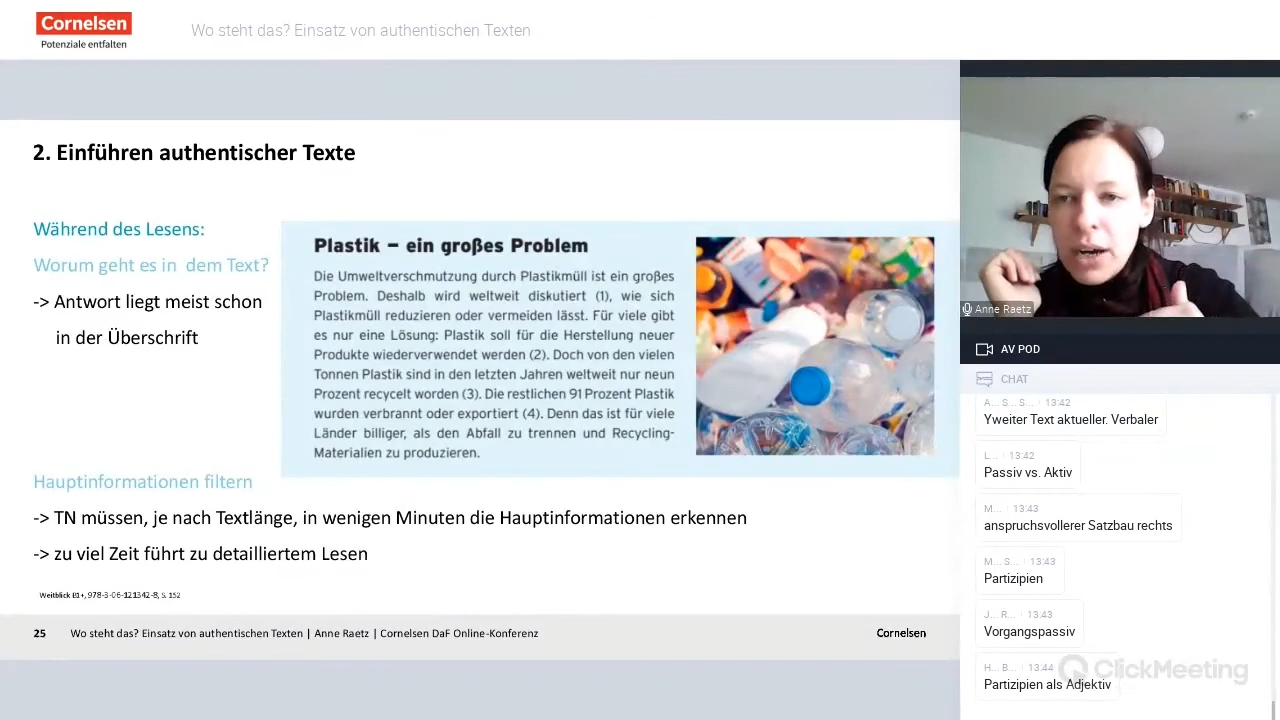 Cornelsen
Potenziale entfalten
Wo steht das? Einsatz von authentischen Texten
2. Einführen authentischer Texte
Während des Lesens:
Worum geht es in dem Text?
-> Antwort liegt meist schon
in der Überschrift
Plastik – ein großes Problem
Die Umweltverschmutzung durch Plastikmüll ist ein großes
Problem. Deshalb wird weltweit diskutiert (1), wie sich
Plastikmüll reduzieren oder vermeiden lässt. Für viele gibt
es nur eine Lösung: Plastik soll für die Herstellung neuer
Produkte wiederverwendet werden (2). Doch von den vielen
Tonnen Plastik sind in den letzten Jahren weltweit nur neun
Prozent recycelt worden (3). Die restlichen 91 Prozent Plastik
wurden verbrannt oder exportiert (4). Denn das ist für viele
Länder billiger, als den Abfall zu trennen und Recycling-
Materialien zu produzieren.
Hauptinformationen filtern
-> TN müssen, je nach Textlänge, in wenigen Minuten die Hauptinformationen erkennen
-> zu viel Zeit führt zu detailliertem Lesen
Weitblick B1+, 978-3-06-121342-8, S. 152
25 Wo steht das? Einsatz von authentischen Texten | Anne Raetz | Cornelsen DaF Online-Konferenz
Cornelsen
Anne Raetz
AV POD
CHAT
A... S... S... 13:42
Yweiter Text aktueller. Verbaler
L... 13:42
Passiv vs. Aktiv
M... 13:43
anspruchsvollerer Satzbau rechts
M... S... 13:43
Partizipien
J... R... 13:43
Vorgangspassiv
H... B... 13:44
Partizipien als Adjektiv
ClickMeeting